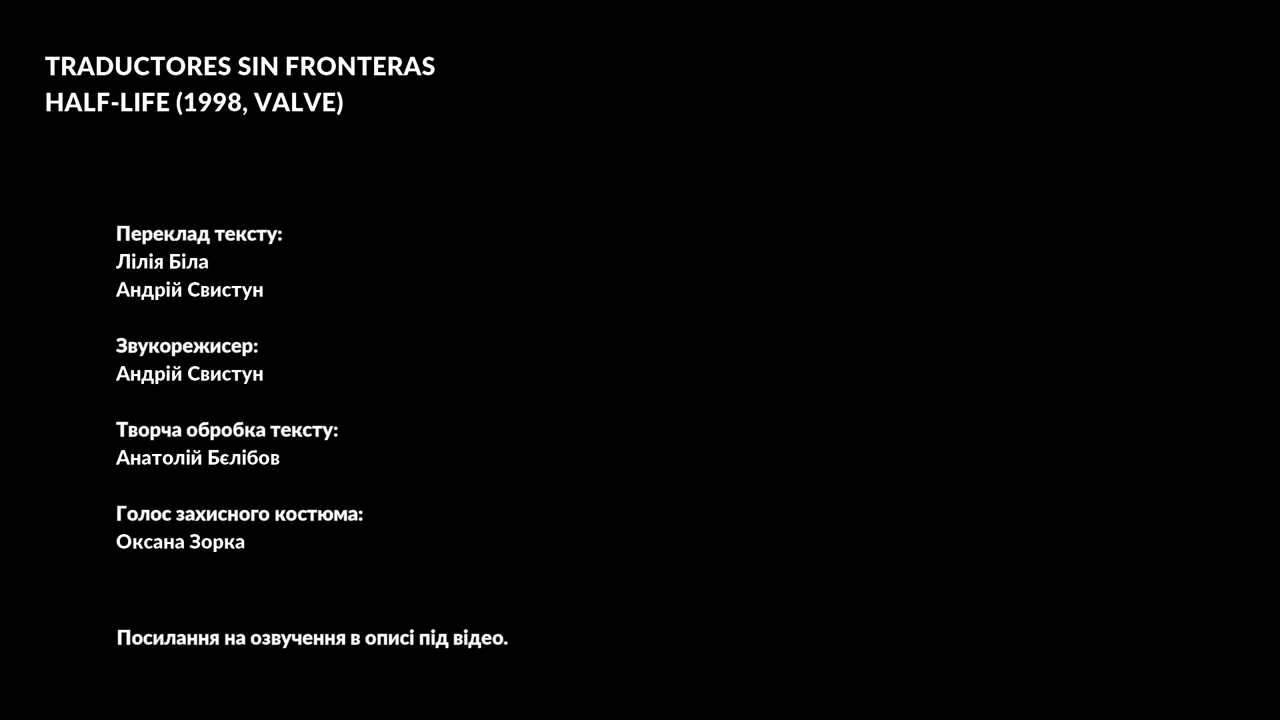 TRADUCTORES SIN FRONTERAS
HALF-LIFE (1998, VALVE)
Переклад тексту:
Лілія Біла
Андрій Свистун
Звукорежисер:
Андрій Свистун
Творча обробка тексту:
Анатолій Бєлібов
Голос захисного костюма:
Оксана Зорка
Посилання на озвучення в описі під відео.